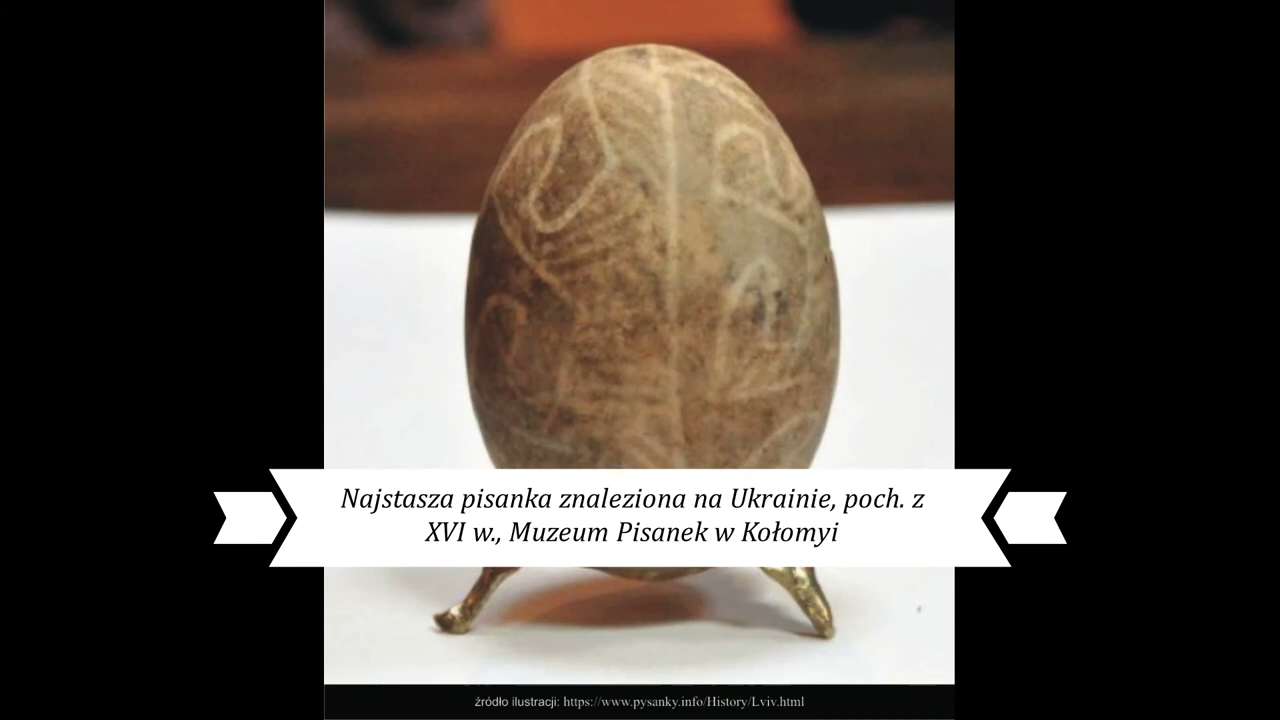 Najstasza pisanka znaleziona na Ukrainie, poch. z
XVI w., Muzeum Pisanek w Kołomyi
źródło ilustracji: https://www.pysanky.info/History/Lviv.html